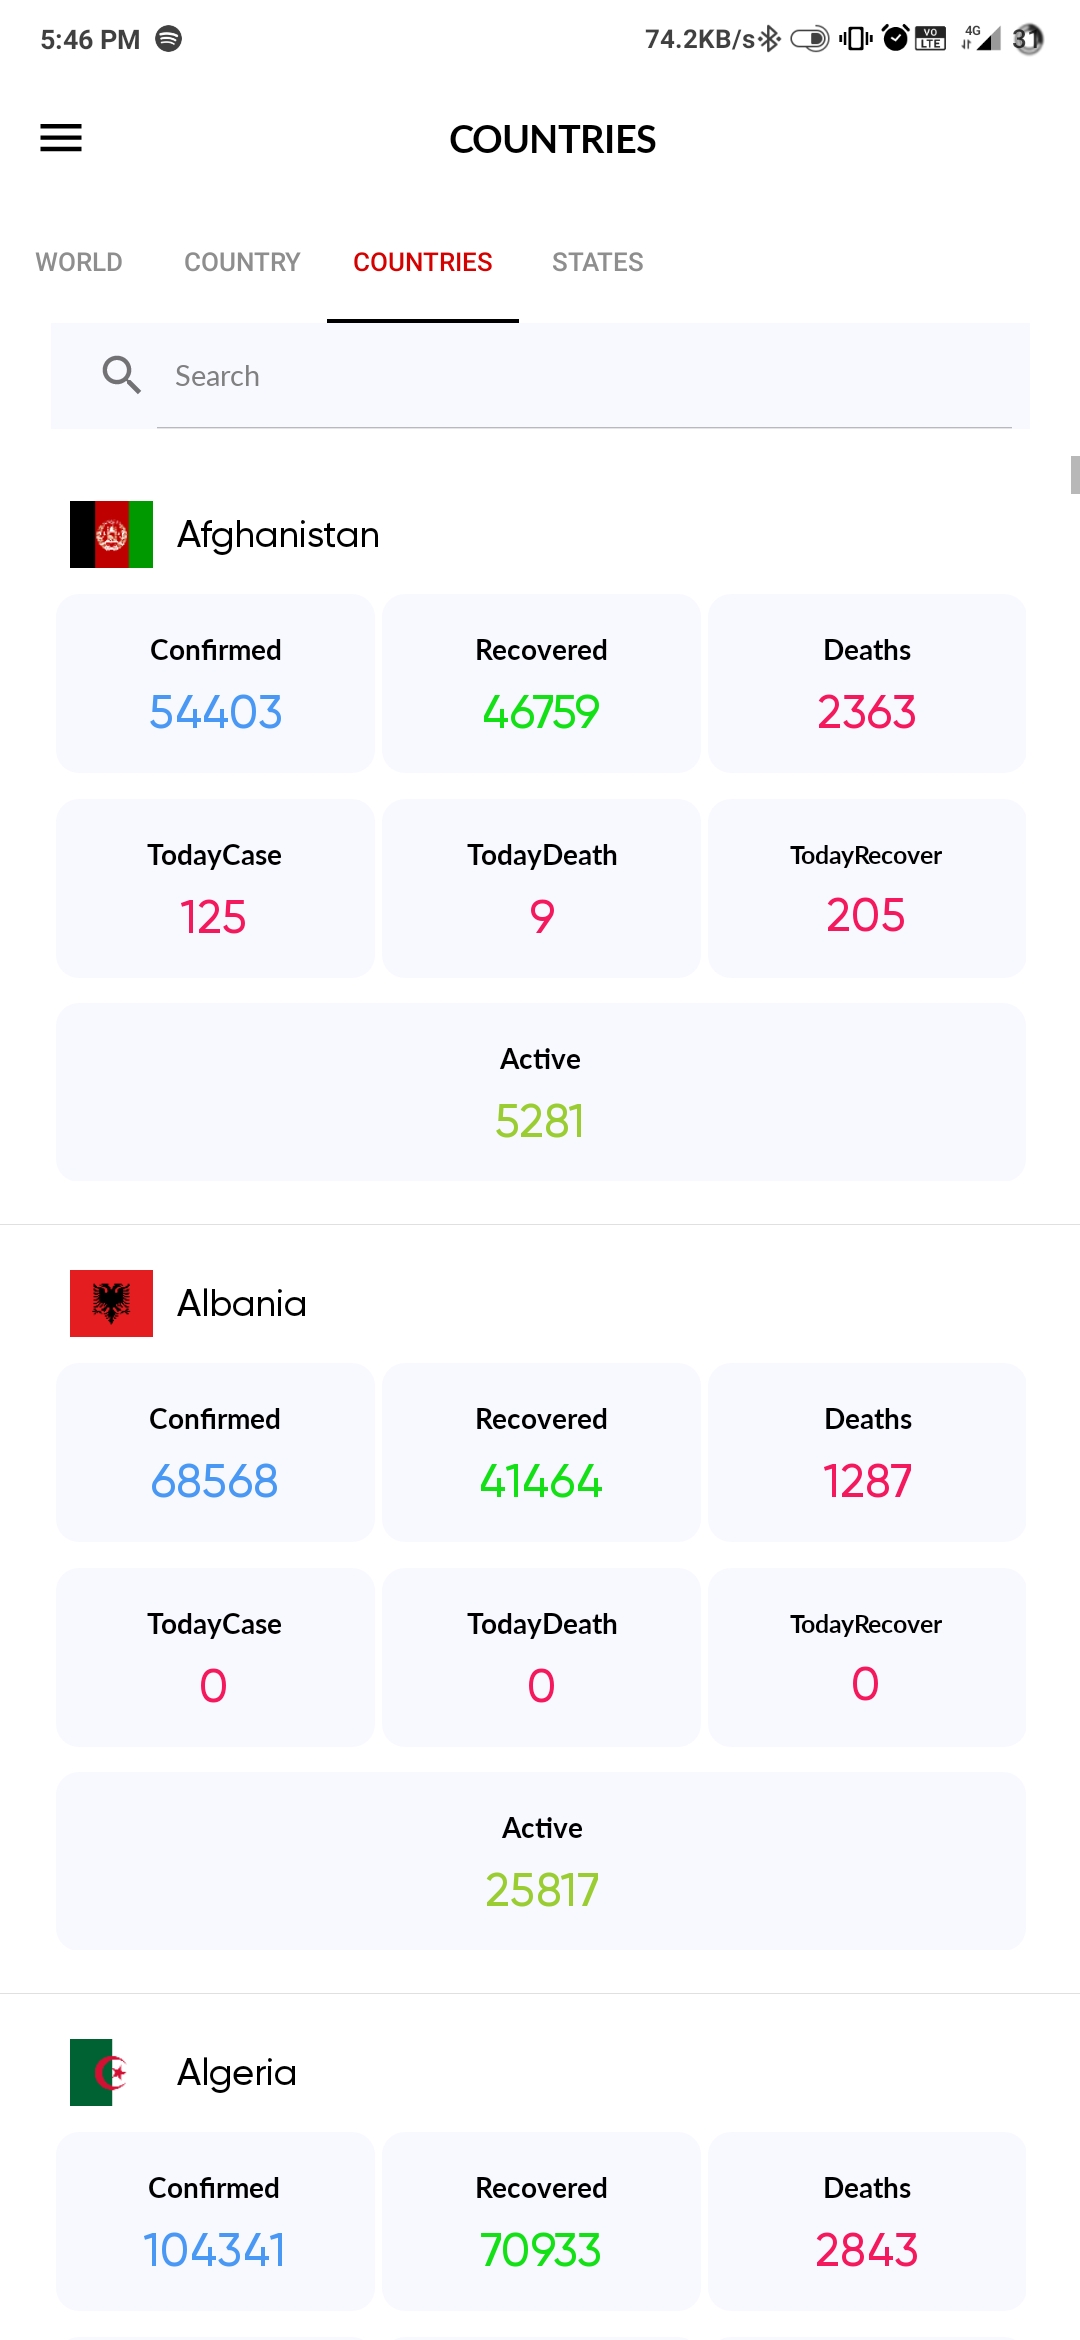 5:46 PM 74.2KB/s VO LTE 4G 31
COUNTRIES
WORLD COUNTRY COUNTRIES STATES
Search
Afghanistan
Confirmed Recovered Deaths
54403 46759 2363
TodayCase TodayDeath TodayRecover
125 9 205
Active
5281
Albania
Confirmed Recovered Deaths
68568 41464 1287
TodayCase TodayDeath TodayRecover
0 0 0
Active
25817
Algeria
Confirmed Recovered Deaths
104341 70933 2843